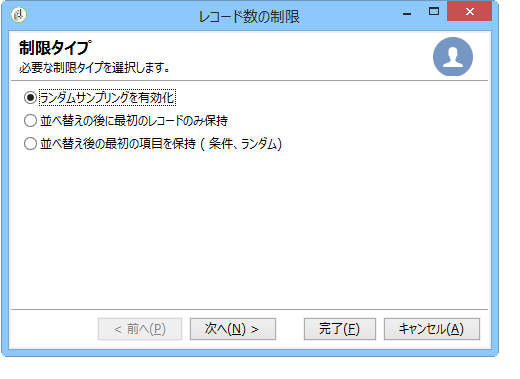 レコード数の制限
制限タイプ
必要な制限タイプを選択します。
ランダムサンプリングを有効化
並べ替えの後に最初のレコードのみ保持
並べ替え後の最初の項目を保持 ( 条件、ランダム)
< 前へ(P)
次へ(N) >
完了(F)
キャンセル(A)